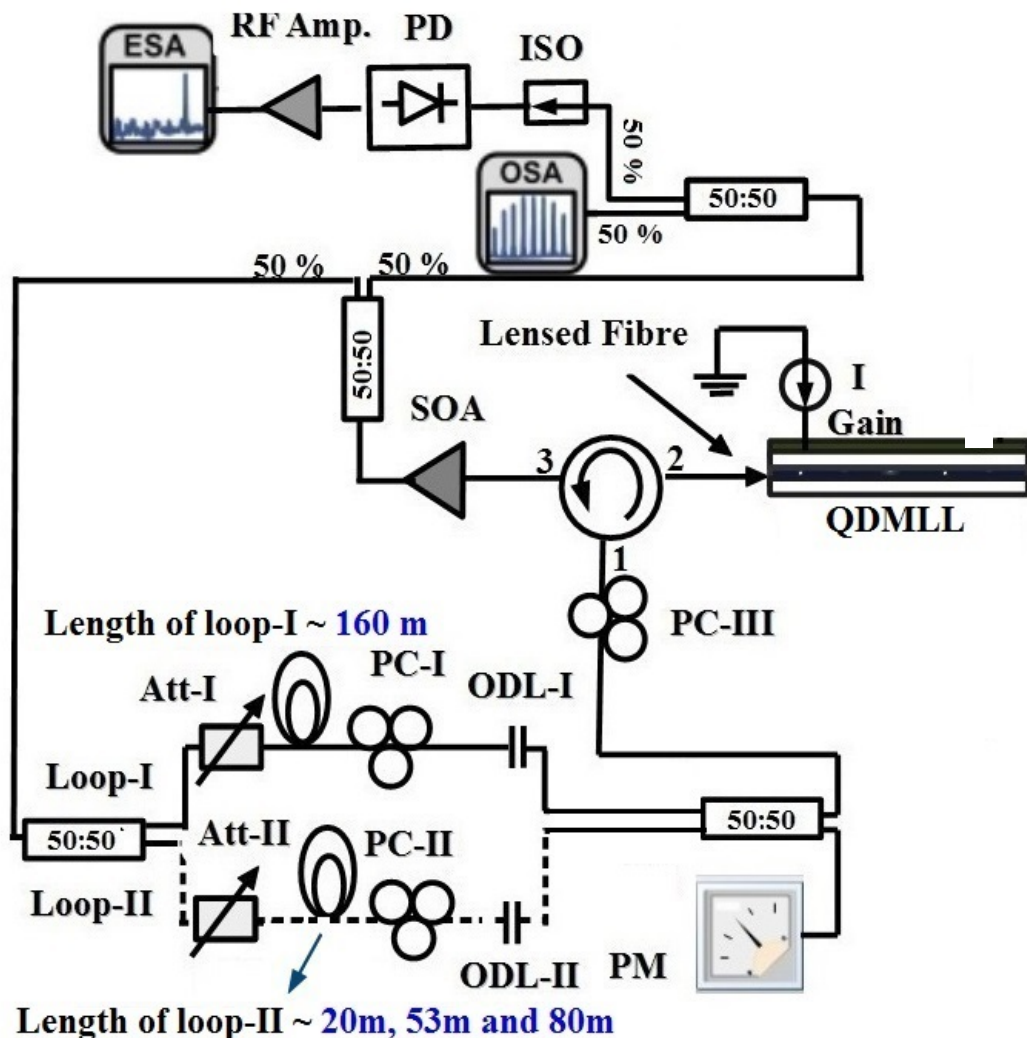 RF Amp.
PD
ISO
ESA
50 %
OSA
50:50
50 %
50 %
50 %
50:50
Lensed Fibre
I
SOA
Gain
3
2
QDMLL
1
PC-III
Length of loop-I ~ 160 m
PC-I
Att-I
ODL-I
Loop-I
50:50
50:50
Att-II
PC-II
Loop-II
ODL-II
PM
Length of loop-II ~ 20m, 53m and 80m